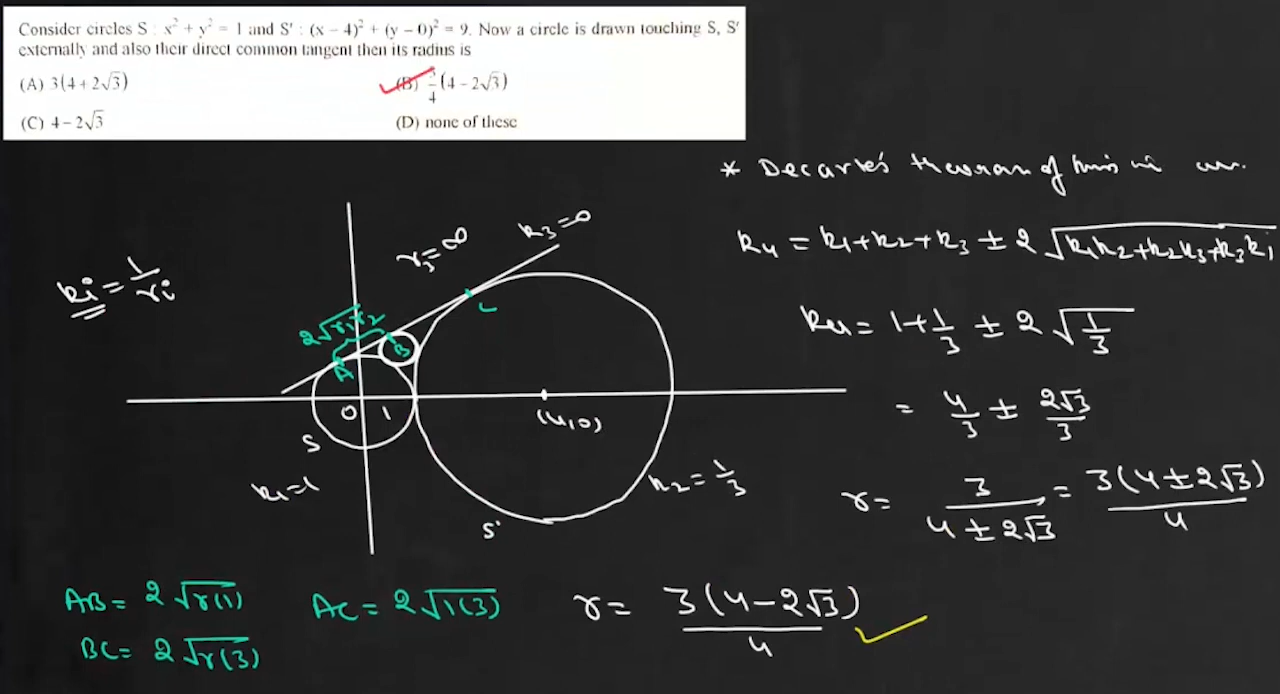 Consider circles S : x² + y² = 1 and S' : (x – 4)² + (y – 0)² = 9. Now a circle is drawn touching S, S'
externally and also their direct common tangent then its radius is
(A) 3(4 + 2√3)
(B) 3/4 (4 – 2√3)
(C) 4 – 2√3
(D) none of these
* Decarte's theoram of
k₄ = k₁+k₂+k₃ ± 2 √(k₁k₂+k₂k₃+k₃k₁)
kᵢ = 1/rᵢ
r₃=∞
k₃=0
2√r₁r₂
A
B
C
k₄ = 1+1/3 ± 2 √(1/3)
= 4/3 ± 2√3/3
O
1
(4,0)
S
k₁=1
k₂=1/3
S'
r = 3/(4 ± 2√3) = 3(4±2√3)/4
AB = 2√r(1)
AC = 2√1(3)
r = 3(4–2√3)/4
BC = 2√r(3)